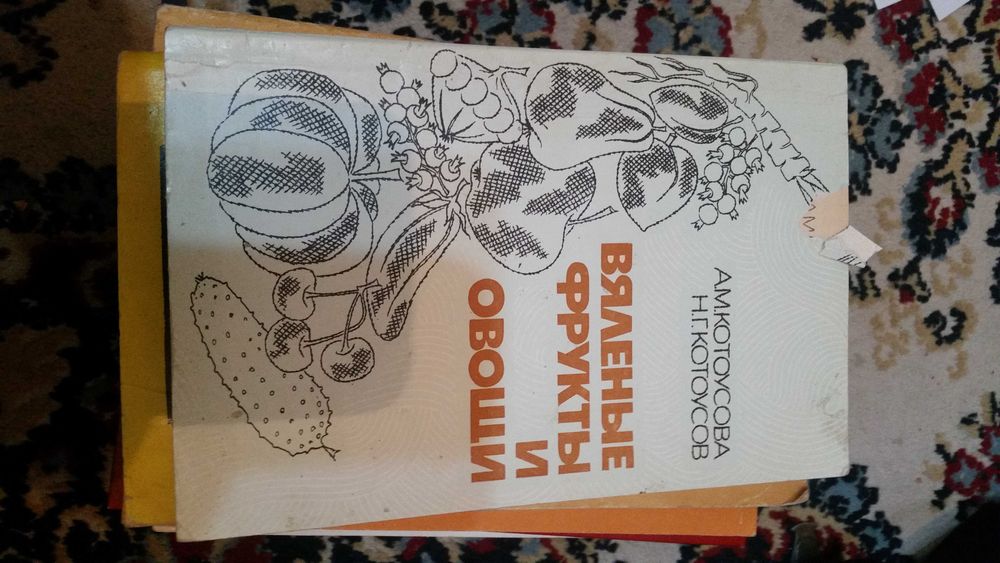 А.М.КОТОУСОВА
Н.Г.КОТОУСОВ
ВЯЛЕНЫЕ
ФРУКТЫ
И
ОВОЩИ